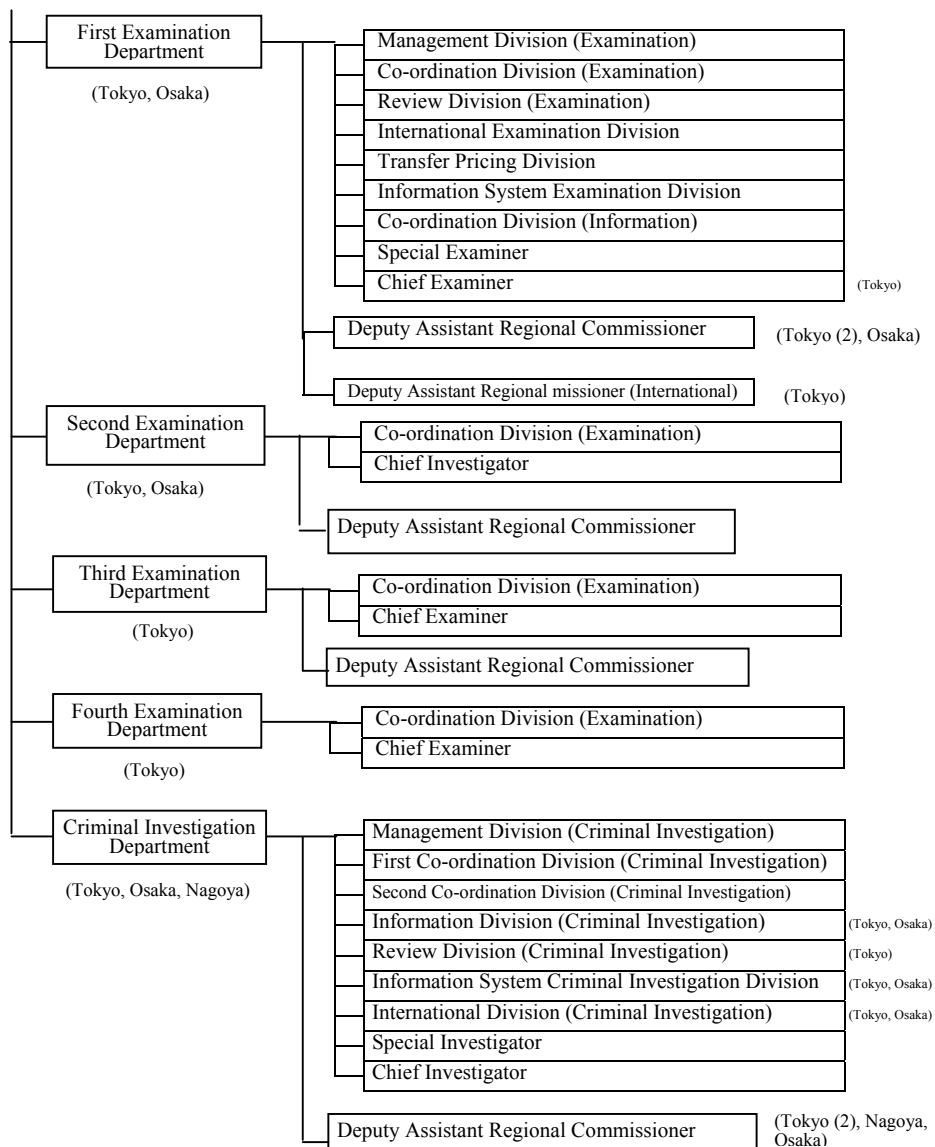 First Examination
Department
(Tokyo, Osaka)
Management Division (Examination)
Co-ordination Division (Examination)
Review Division (Examination)
International Examination Division
Transfer Pricing Division
Information System Examination Division
Co-ordination Division (Information)
Special Examiner
Chief Examiner
(Tokyo)
Deputy Assistant Regional Commissioner
(Tokyo (2), Osaka)
Deputy Assistant Regional missioner (International)
(Tokyo)
Second Examination
Department
(Tokyo, Osaka)
Co-ordination Division (Examination)
Chief Investigator
Deputy Assistant Regional Commissioner
Third Examination
Department
(Tokyo)
Co-ordination Division (Examination)
Chief Examiner
Deputy Assistant Regional Commissioner
Fourth Examination
Department
(Tokyo)
Co-ordination Division (Examination)
Chief Examiner
Criminal Investigation
Department
(Tokyo, Osaka, Nagoya)
Management Division (Criminal Investigation)
First Co-ordination Division (Criminal Investigation)
Second Co-ordination Division (Criminal Investigation)
Information Division (Criminal Investigation)
(Tokyo, Osaka)
Review Division (Criminal Investigation)
(Tokyo)
Information System Criminal Investigation Division
(Tokyo, Osaka)
International Division (Criminal Investigation)
(Tokyo, Osaka)
Special Investigator
Chief Investigator
Deputy Assistant Regional Commissioner
(Tokyo (2), Nagoya,
Osaka)